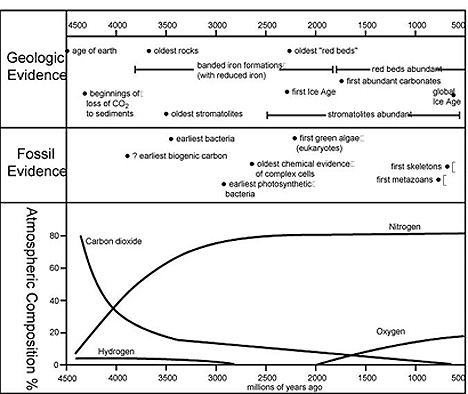 4500 4000 3500 3000 2500 2000 1500 1000 500
Geologic
Evidence
age of earth
oldest rocks
oldest "red beds"
banded iron formations
(with reduced iron)
red beds abundant
first abundant carbonates
beginnings of
loss of CO2
to sediments
first Ice Age
global
Ice Age
oldest stromatolites
stromatolites abundant
Fossil
Evidence
earliest bacteria
first green algae
(eukaryotes)
? earliest biogenic carbon
oldest chemical evidence
of complex cells
first skeletons
earliest photosynthetic
bacteria
first metazoans
Atmospheric Composition %
80
60
40
20
0
Carbon dioxide
Nitrogen
Hydrogen
Oxygen
4500 4000 3500 3000 2500 2000 1500 1000 500
millions of years ago